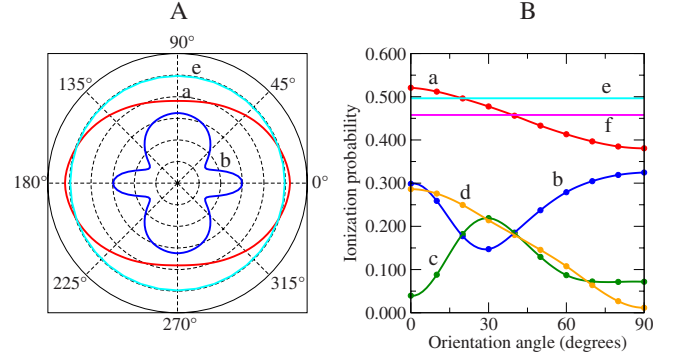 A
90°
135°
45°
e
a
b
180°
0°
225°
315°
270°
B
0.600
0.500
0.400
0.300
0.200
0.100
0.000
Ionization probability
a
e
f
b
d
c
0
30
60
90
Orientation angle (degrees)